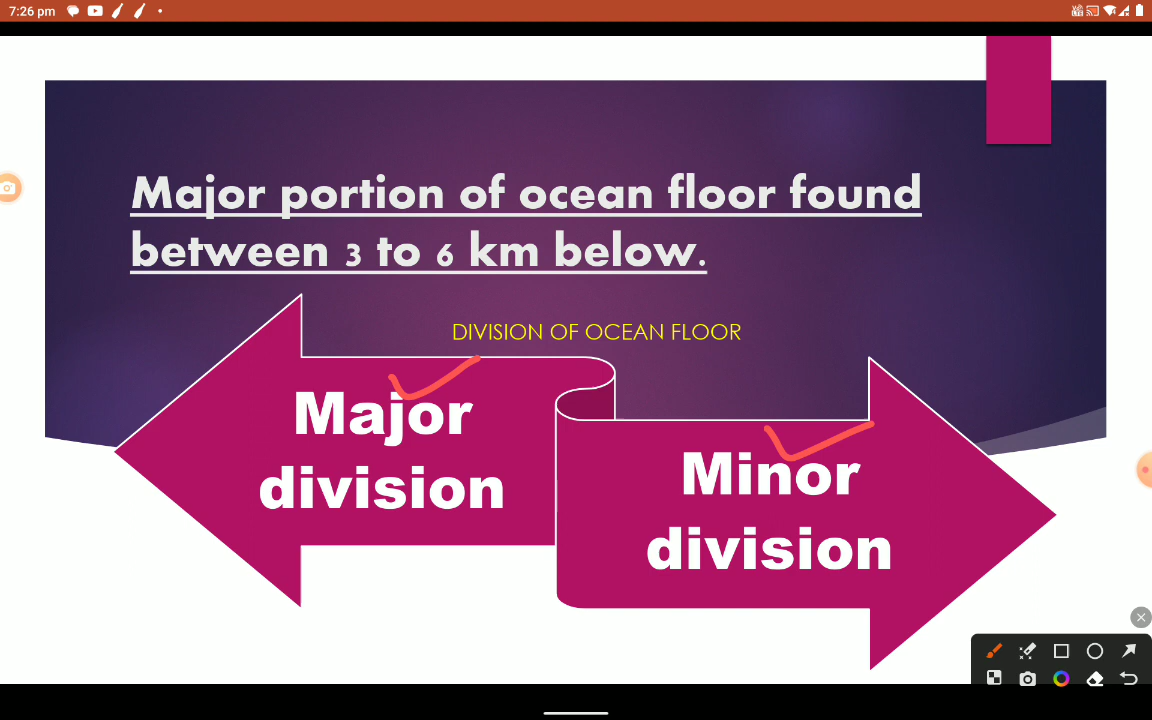 7:26 pm
Major portion of ocean floor found
between 3 to 6 km below.
DIVISION OF OCEAN FLOOR
Major
division
Minor
division